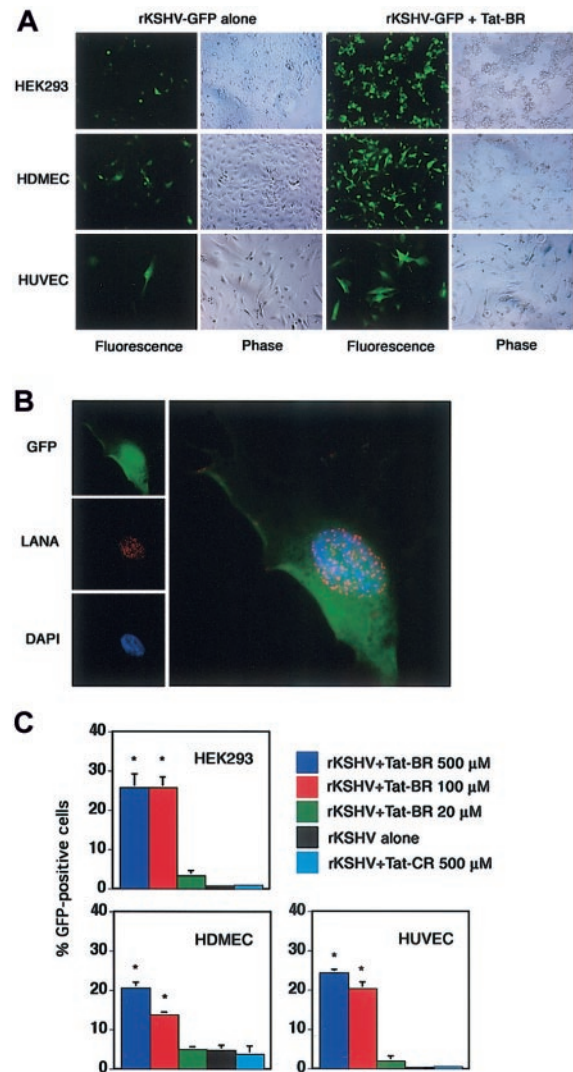 A
rKSHV-GFP alone rKSHV-GFP + Tat-BR
HEK293
HDMEC
HUVEC
Fluorescence Phase Fluorescence Phase
B
GFP
LANA
DAPI
C
% GFP-positive cells
40
30
20
10
0
* *
HEK293
rKSHV+Tat-BR 500 μM
rKSHV+Tat-BR 100 μM
rKSHV+Tat-BR 20 μM
rKSHV alone
rKSHV+Tat-CR 500 μM
40
30
20
10
0
* *
HDMEC
40
30
20
10
0
* *
HUVEC